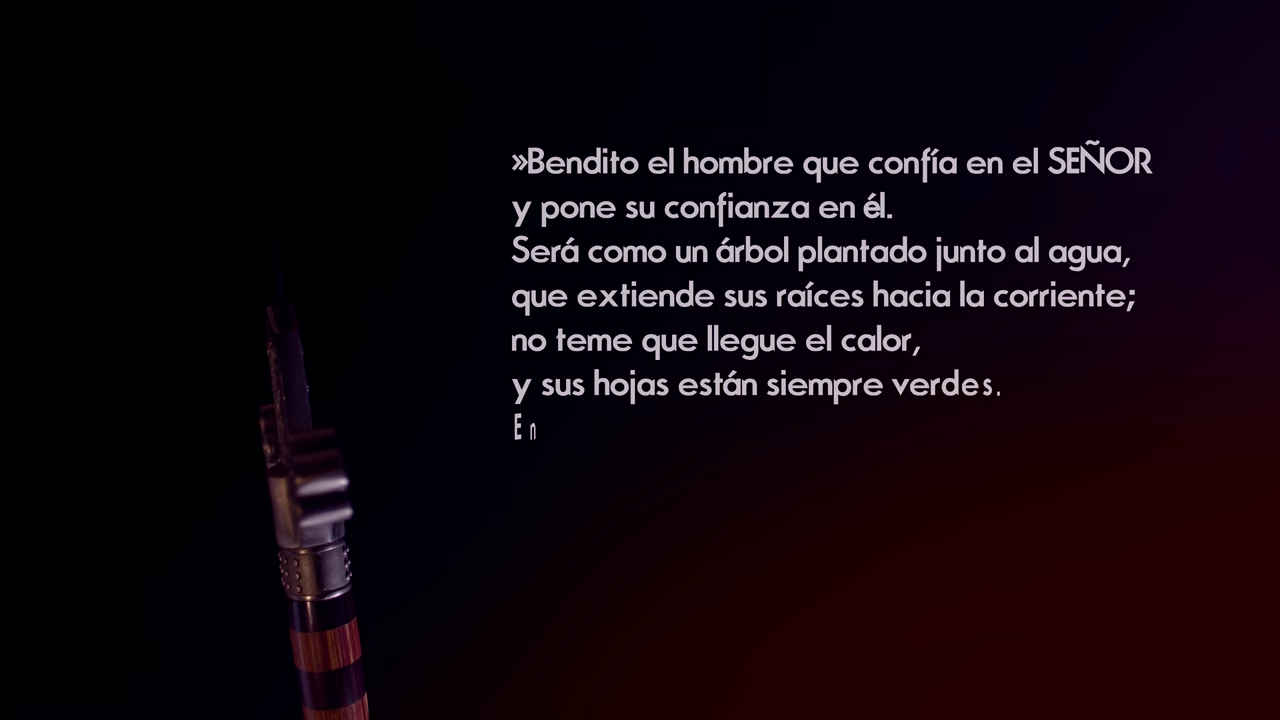 »Bendito el hombre que confía en el SEÑOR
y pone su confianza en él.
Será como un árbol plantado junto al agua,
que extiende sus raíces hacia la corriente;
no teme que llegue el calor,
y sus hojas están siempre verdes.
En